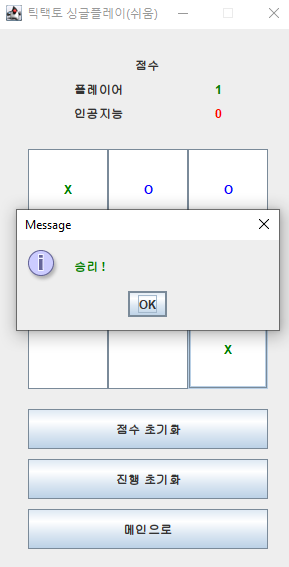 틱택토 싱글플레이(쉬움)
점수
플레이어 1
인공지능 0
X O O
Message
승리!
OK
X
점수 초기화
진행 초기화
메인으로